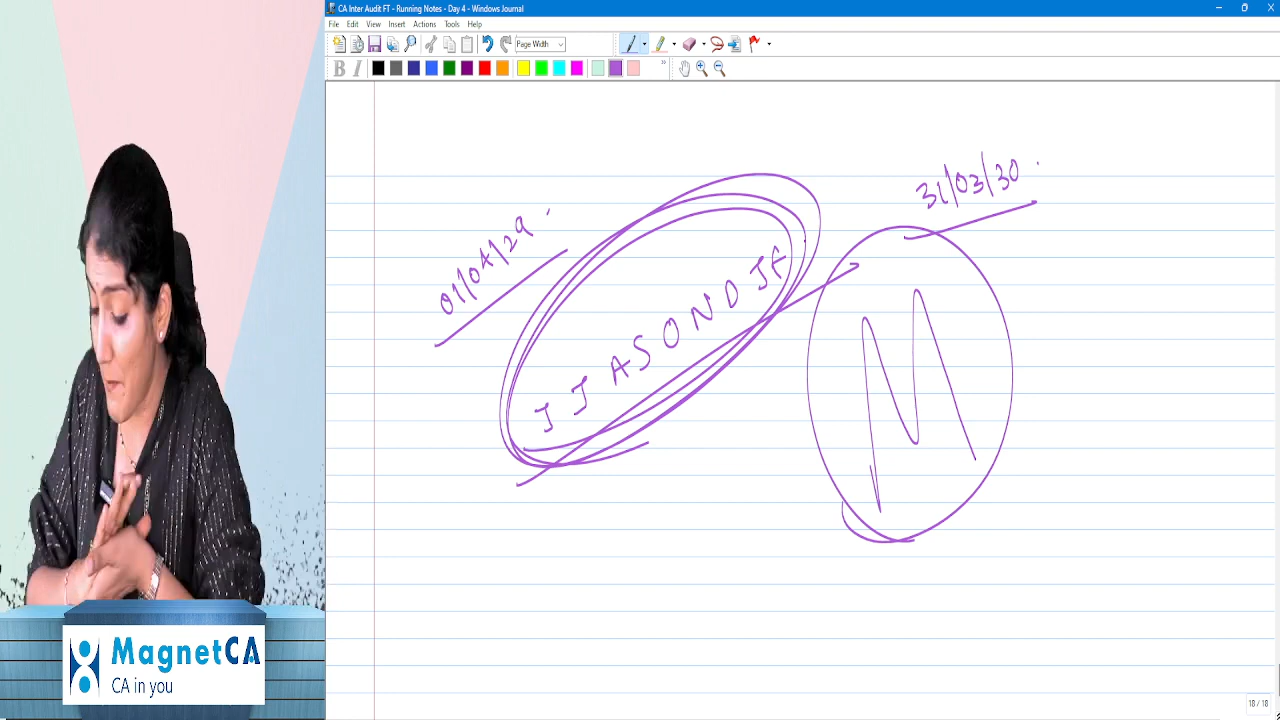 CA Inter Audit FT - Running Notes - Day 4 - Windows Journal
File Edit View Insert Actions Tools Help
Page Width
B I
31/03/30
01/04/29
J J A S O N D J F
M
MagnetCA
CA in you
18 / 18